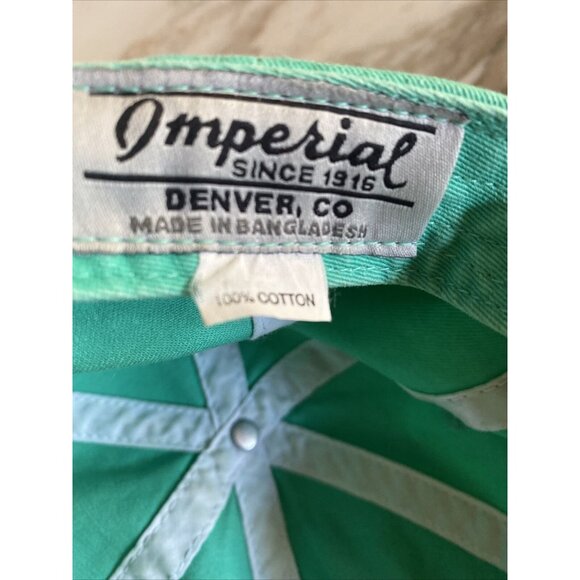 Imperial
SINCE 1916
DENVER, CO
MADE IN BANGLADESH
100% COTTON